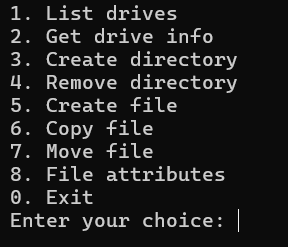 1. List drives
2. Get drive info
3. Create directory
4. Remove directory
5. Create file
6. Copy file
7. Move file
8. File attributes
0. Exit
Enter your choice: